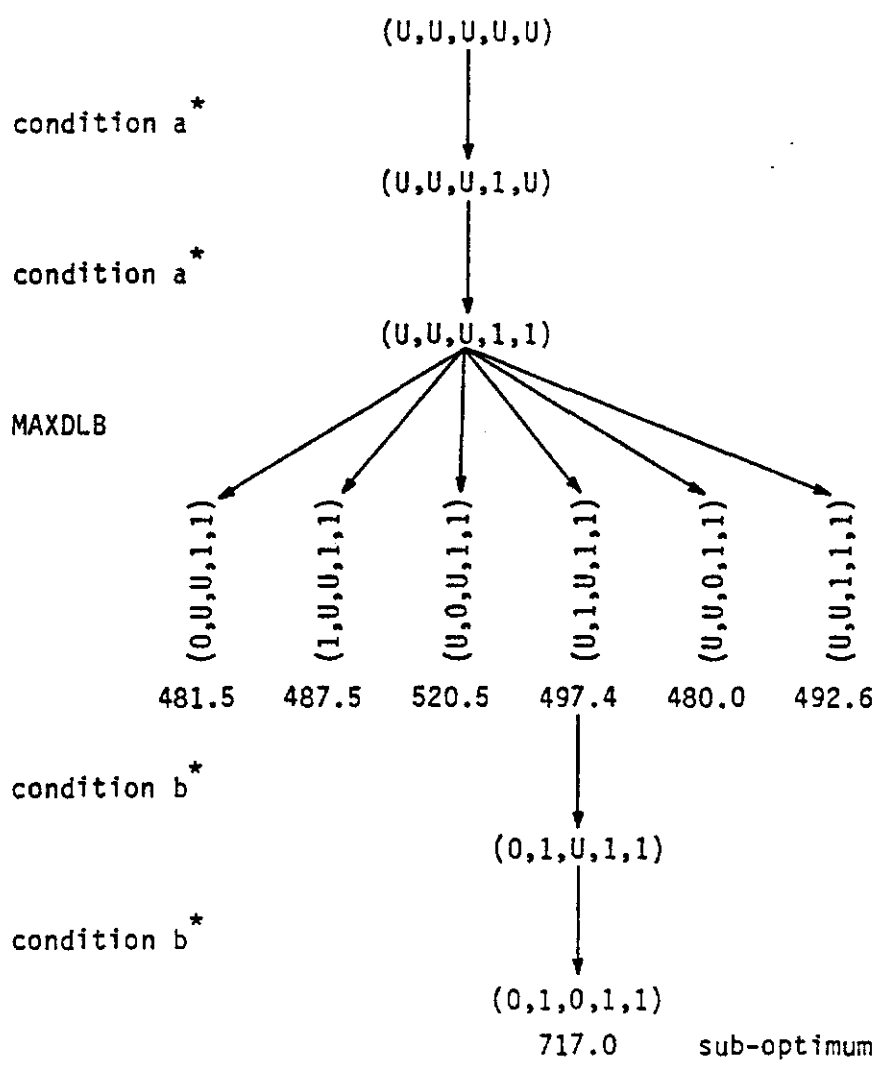 (U,U,U,U,U)
condition a*
(U,U,U,1,U)
condition a*
(U,U,U,1,1)
MAXDLB
(0,U,U,1,1)
(1,U,U,1,1)
(U,0,U,1,1)
(U,1,U,1,1)
(U,U,0,1,1)
(U,U,1,1,1)
481.5 487.5 520.5 497.4 480.0 492.6
condition b*
(0,1,U,1,1)
condition b*
(0,1,0,1,1)
717.0 sub-optimum